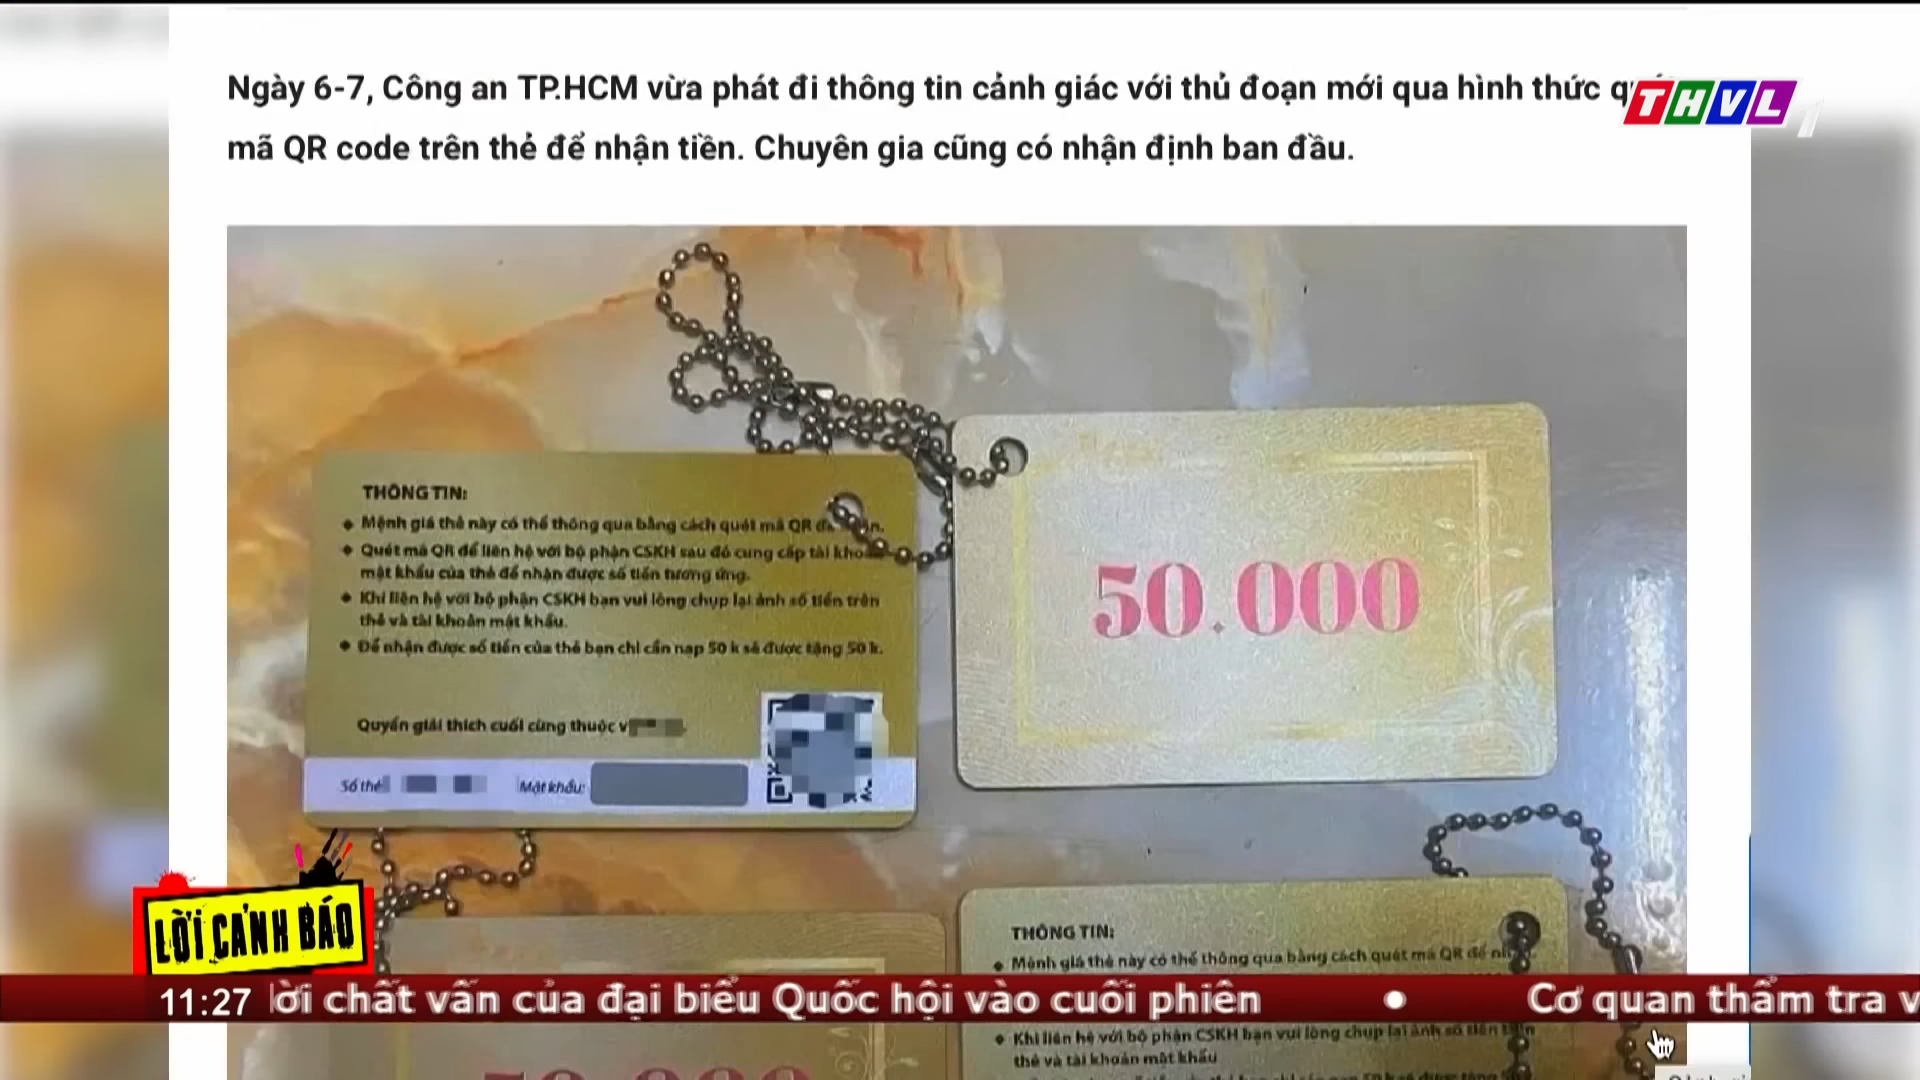 Ngày 6-7, Công an TP.HCM vừa phát đi thông tin cảnh giác với thủ đoạn mới qua hình thức
mã QR code trên thẻ để nhận tiền. Chuyên gia cũng có nhận định ban đầu.
THVL 1
THÔNG TIN:
Mệnh giá thẻ này có thể thông qua bằng cách quét mã QR
Quét mã QR để liên hệ với bộ phận CSKH sau đó cung cấp tài
mật khẩu của thẻ để nhận được số tiền tương ứng.
Khi liên hệ với bộ phận CSKH bạn vui lòng chụp lại ảnh số tiền trên
thẻ và tài khoản mật khẩu.
Để nhận được số tiền của thẻ bạn chỉ cần nạp 50 k sẽ được tặng 50 k.
Quyền giải thích cuối cùng thuộc
Số thẻ
Mật khẩu:
50.000
LỜI CẢNH BÁO
THÔNG TIN:
Mệnh giá thẻ này có thể thông qua bằng cách quét mã QR để
11:27 lời chất vấn của đại biểu Quốc hội vào cuối phiên • Cơ quan thẩm tra
Khi liên hệ với bộ phận CSKH bạn vui lòng chụp lại ảnh số tiền
thẻ và tài khoản mật khẩu
50.000